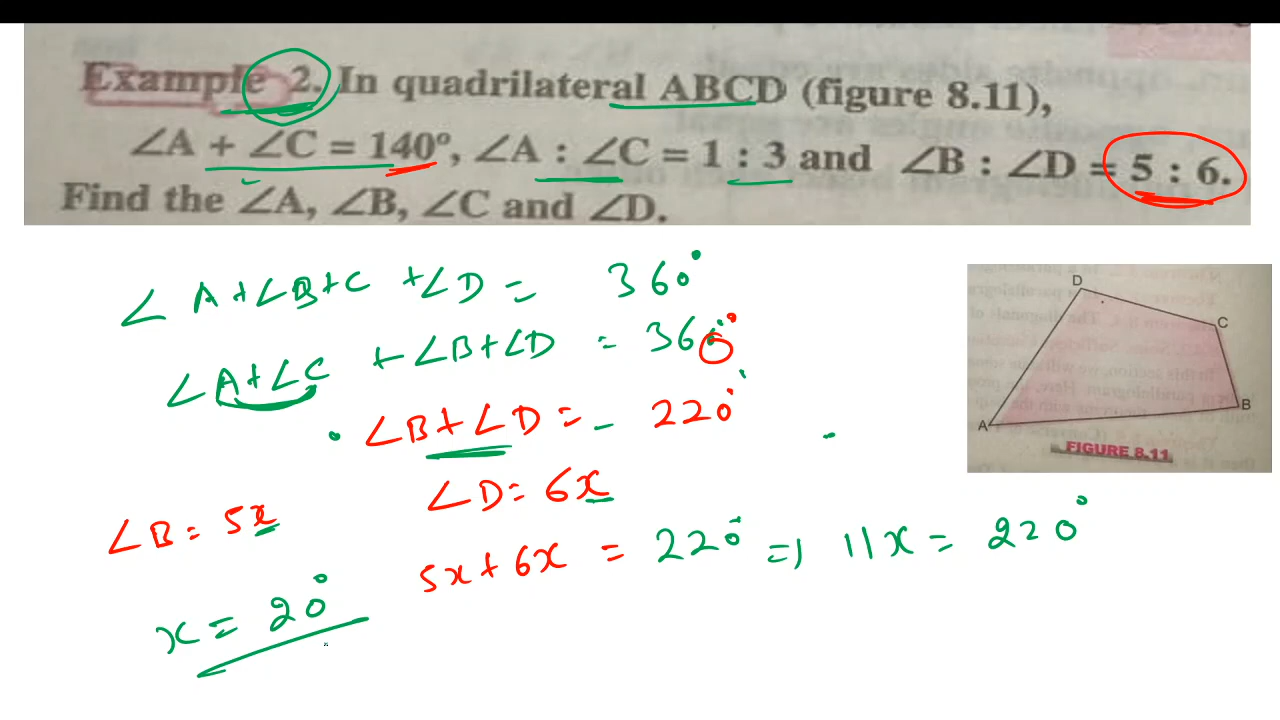 Example 2. In quadrilateral ABCD (figure 8.11),
∠A + ∠C = 140°, ∠A : ∠C = 1 : 3 and ∠B : ∠D = 5 : 6.
Find the ∠A, ∠B, ∠C and ∠D.
∠ A+∠B+C +∠D = 360°
∠A+∠C +∠B+∠D = 360°
∠B+∠D = 220°
∠B = 5x ∠D = 6x
5x + 6x = 220° => 11x = 220°
x = 20°
D
C
B
A
FIGURE 8.11